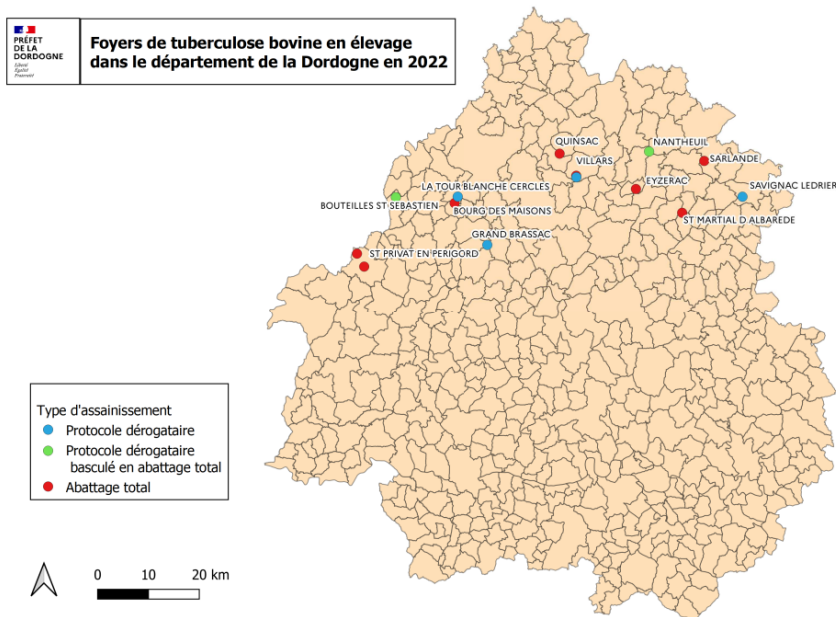 PRÉFET
DE LA
DORDOGNE
Liberté
Égalité
Fraternité
Foyers de tuberculose bovine en élevage
dans le département de la Dordogne en 2022
QUINSAC
NANTHEUIL
VILLARS
SARLANDE
EYZERAC
SAVIGNAC LEDRIER
LA TOUR BLANCHE CERCLES
BOUTEILLES ST SEBASTIEN
BOURG DES MAISONS
ST MARTIAL D ALBAREDE
GRAND BRASSAC
ST PRIVAT EN PERIGORD
Type d'assainissement
Protocole dérogataire
Protocole dérogataire
basculé en abattage total
Abattage total
0 10 20 km